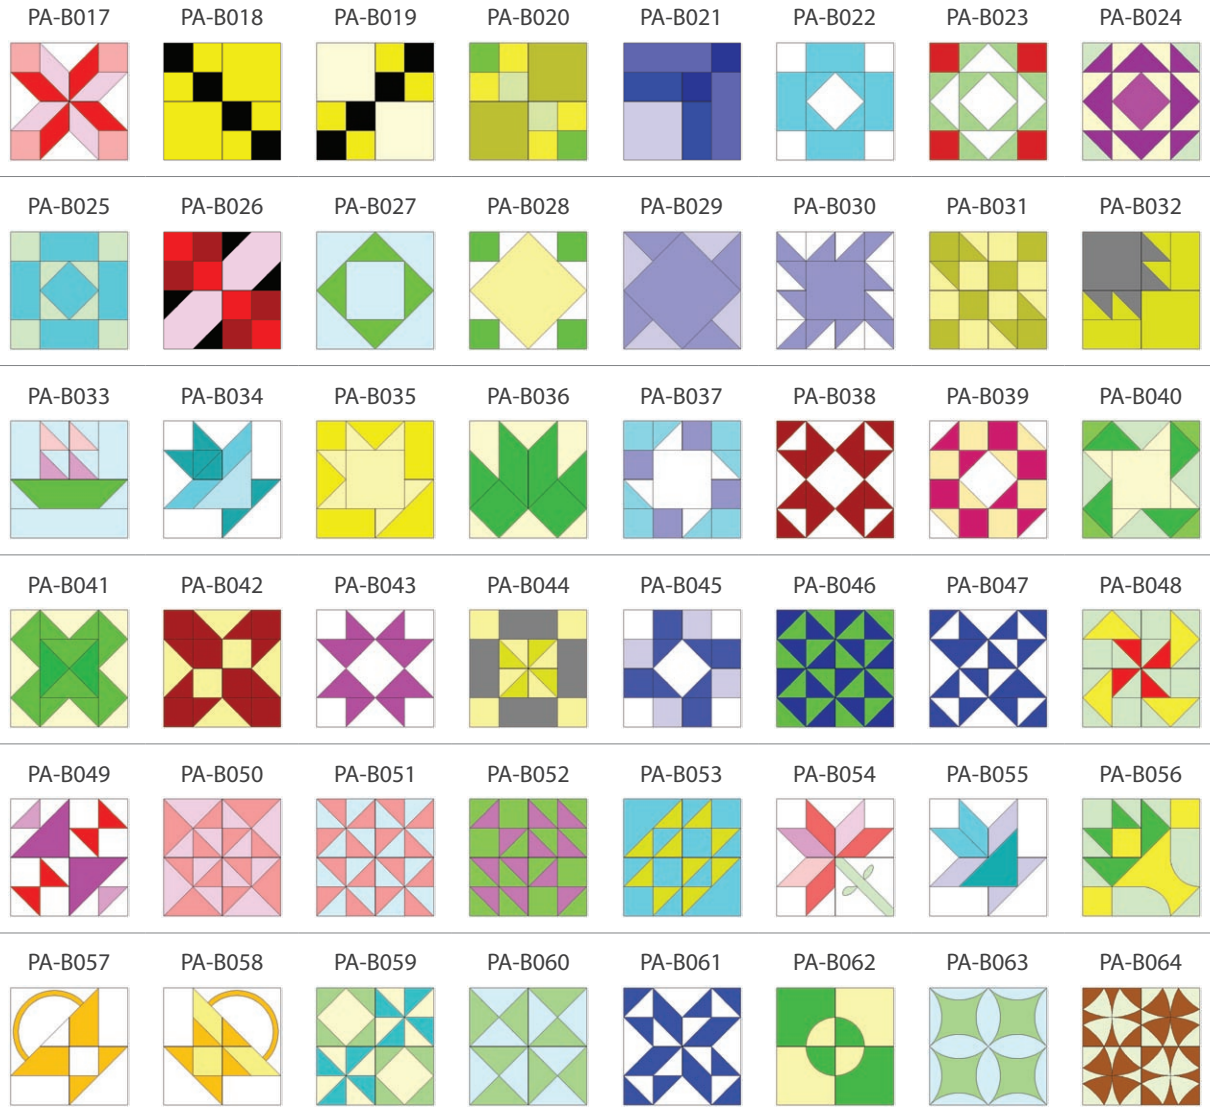 PA-B017 PA-B018 PA-B019 PA-B020 PA-B021 PA-B022 PA-B023 PA-B024
PA-B025 PA-B026 PA-B027 PA-B028 PA-B029 PA-B030 PA-B031 PA-B032
PA-B033 PA-B034 PA-B035 PA-B036 PA-B037 PA-B038 PA-B039 PA-B040
PA-B041 PA-B042 PA-B043 PA-B044 PA-B045 PA-B046 PA-B047 PA-B048
PA-B049 PA-B050 PA-B051 PA-B052 PA-B053 PA-B054 PA-B055 PA-B056
PA-B057 PA-B058 PA-B059 PA-B060 PA-B061 PA-B062 PA-B063 PA-B064